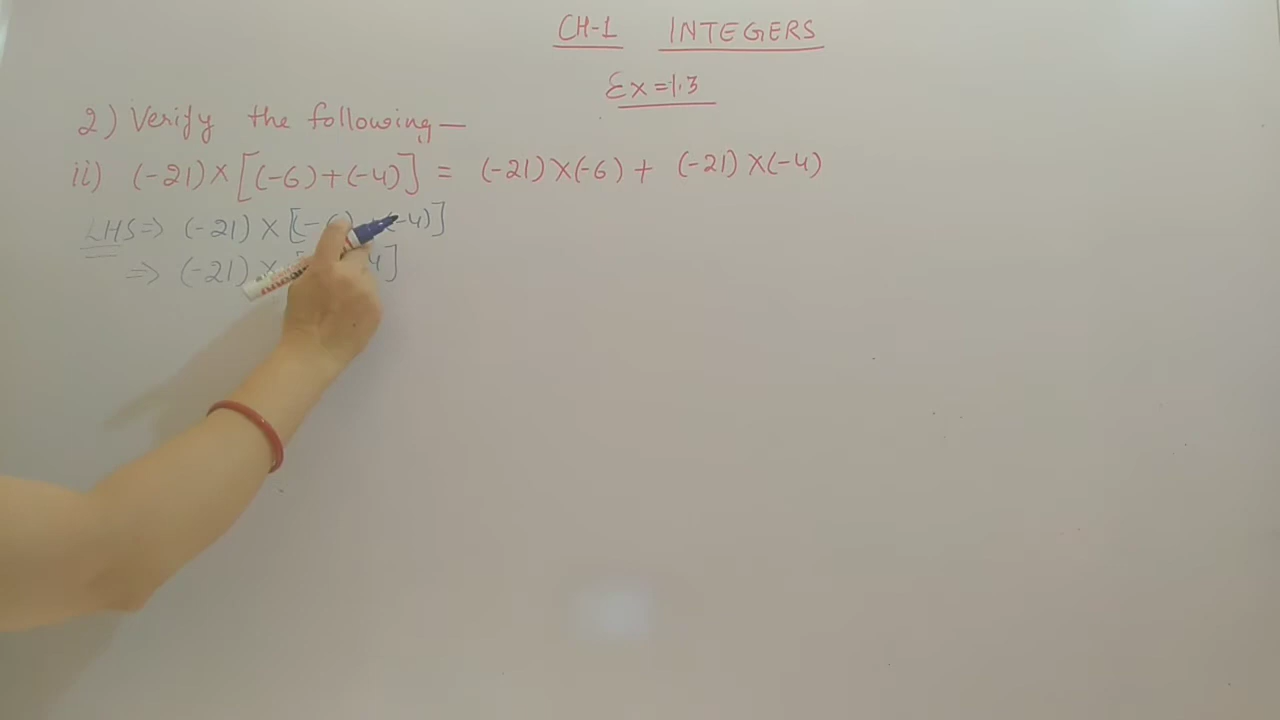 CH-1 INTEGERS
Ex=1.3
2) Verify the following—
ii) (-21)×[(-6)+(-4)] = (-21)×(-6) + (-21)×(-4)
LHS⇒ (-21) × [(-6) +(-4)]
⇒ (-21) × [ 4]